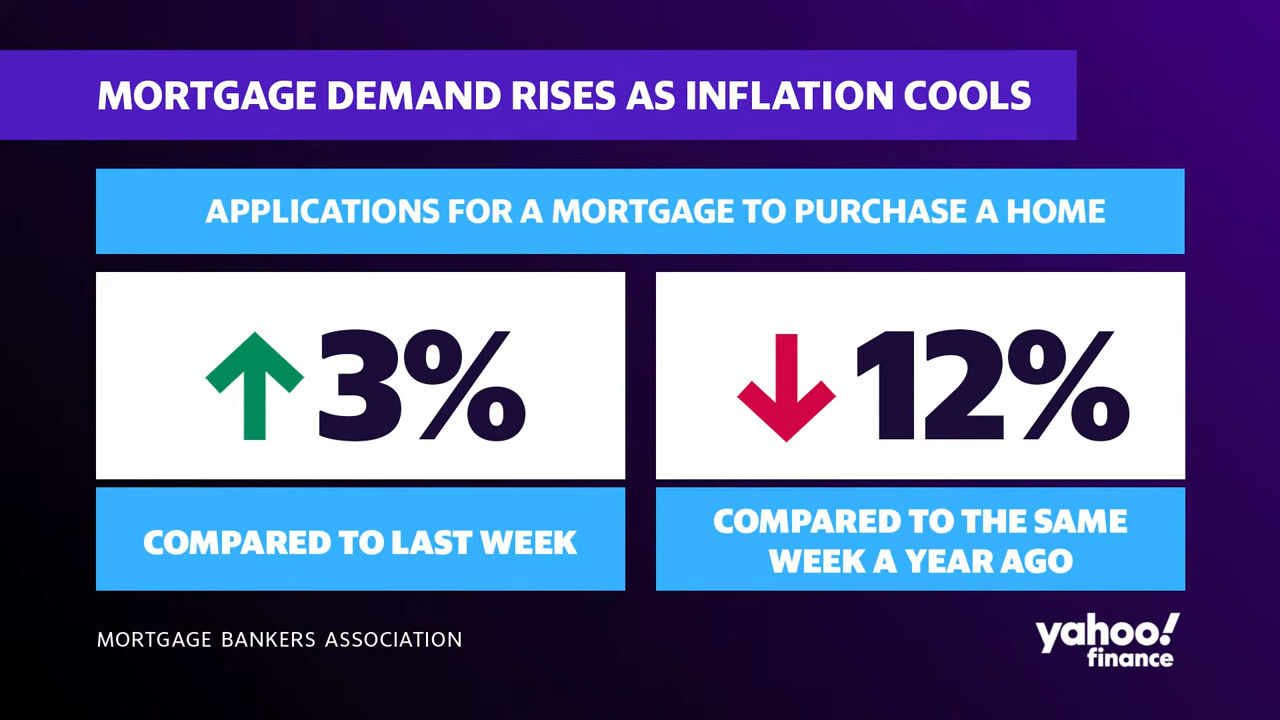 MORTGAGE DEMAND RISES AS INFLATION COOLS
APPLICATIONS FOR A MORTGAGE TO PURCHASE A HOME
3%
COMPARED TO LAST WEEK
12%
COMPARED TO THE SAME
WEEK A YEAR AGO
MORTGAGE BANKERS ASSOCIATION
yahoo!
finance